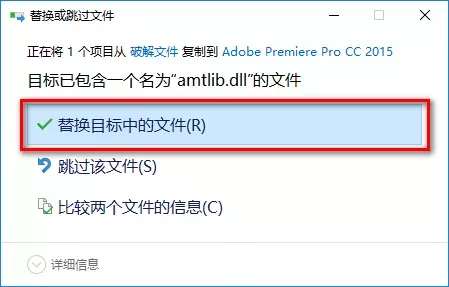 替换或跳过文件
正在将 1 个项目从 破解文件 复制到 Adobe Premiere Pro CC 2015
目标已包含一个名为“amtlib.dll”的文件
替换目标中的文件(R)
跳过该文件(S)
比较两个文件的信息(C)
详细信息